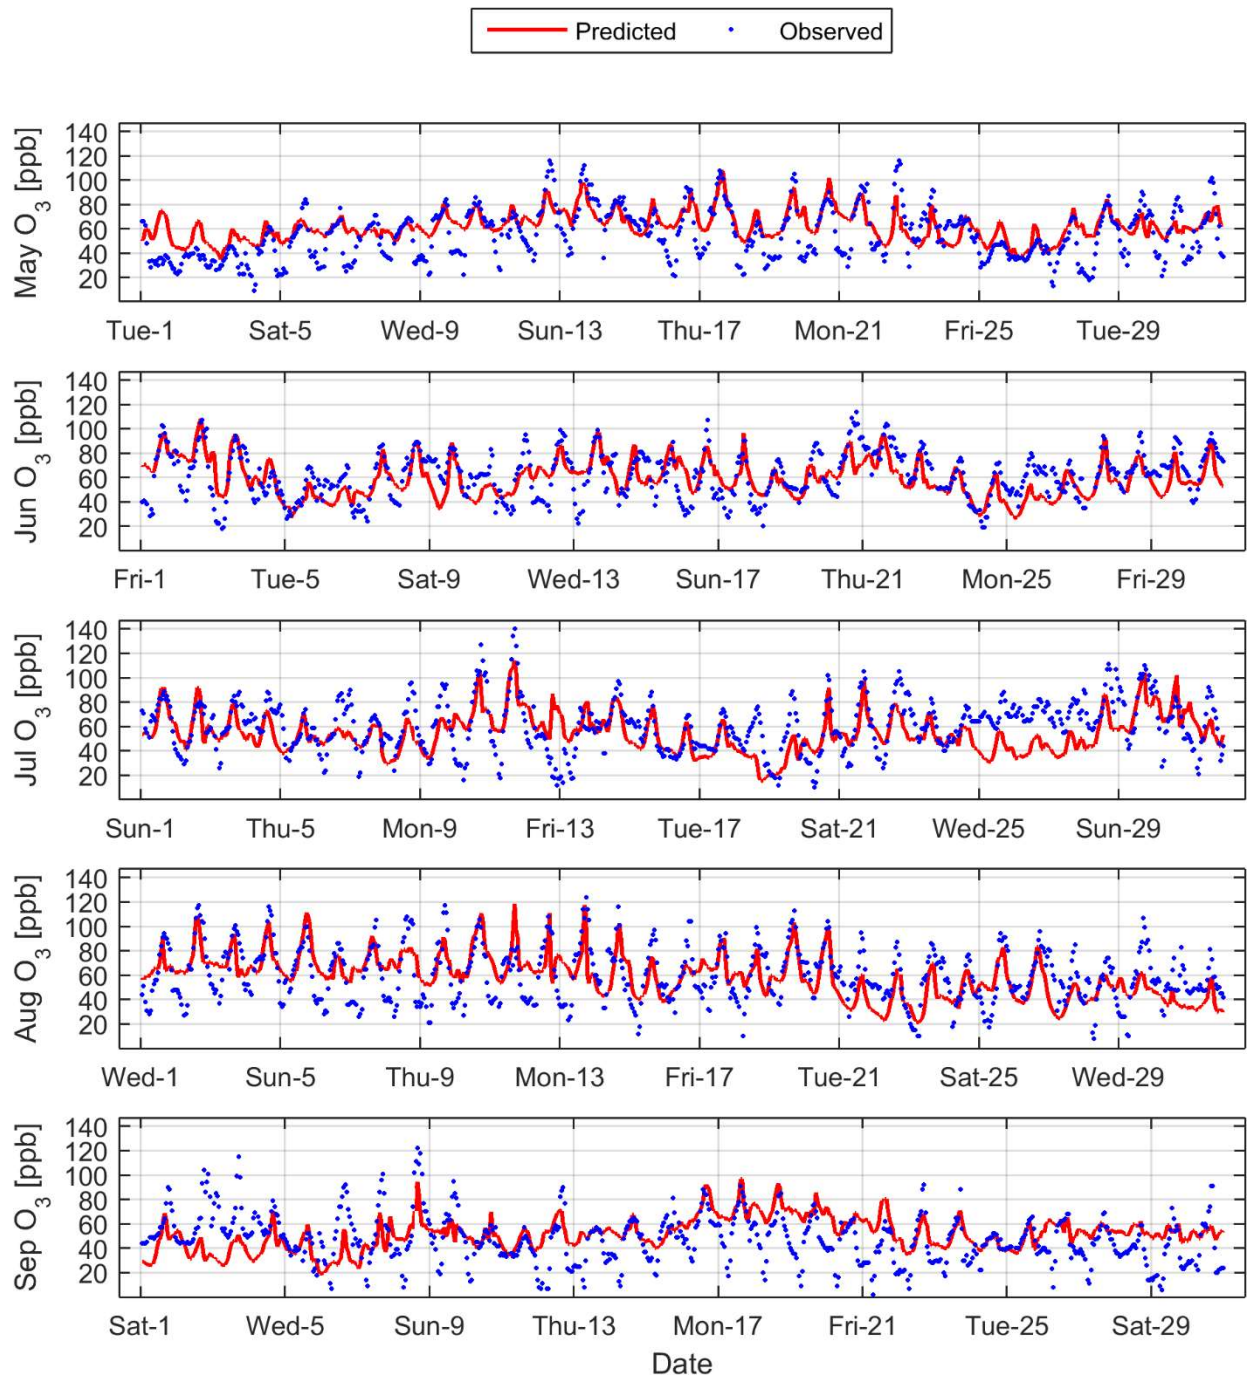 Predicted Observed
May O3 [ppb]
140
120
100
80
60
40
20
Tue-1 Sat-5 Wed-9 Sun-13 Thu-17 Mon-21 Fri-25 Tue-29
Jun O3 [ppb]
140
120
100
80
60
40
20
Fri-1 Tue-5 Sat-9 Wed-13 Sun-17 Thu-21 Mon-25 Fri-29
Jul O3 [ppb]
140
120
100
80
60
40
20
Sun-1 Thu-5 Mon-9 Fri-13 Tue-17 Sat-21 Wed-25 Sun-29
Aug O3 [ppb]
140
120
100
80
60
40
20
Wed-1 Sun-5 Thu-9 Mon-13 Fri-17 Tue-21 Sat-25 Wed-29
Sep O3 [ppb]
140
120
100
80
60
40
20
Sat-1 Wed-5 Sun-9 Thu-13 Mon-17 Fri-21 Tue-25 Sat-29
Date